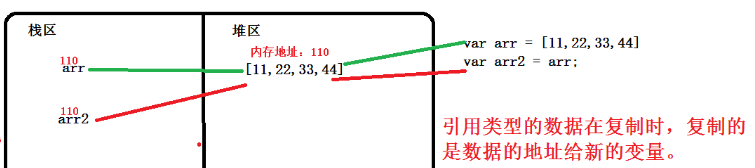 栈区
堆区
内存地址：110
110
arr
[11,22,33,44]
110
arr2
var arr = [11,22,33,44]
var arr2 = arr;
引用类型的数据在复制时，复制的
是数据的地址给新的变量。